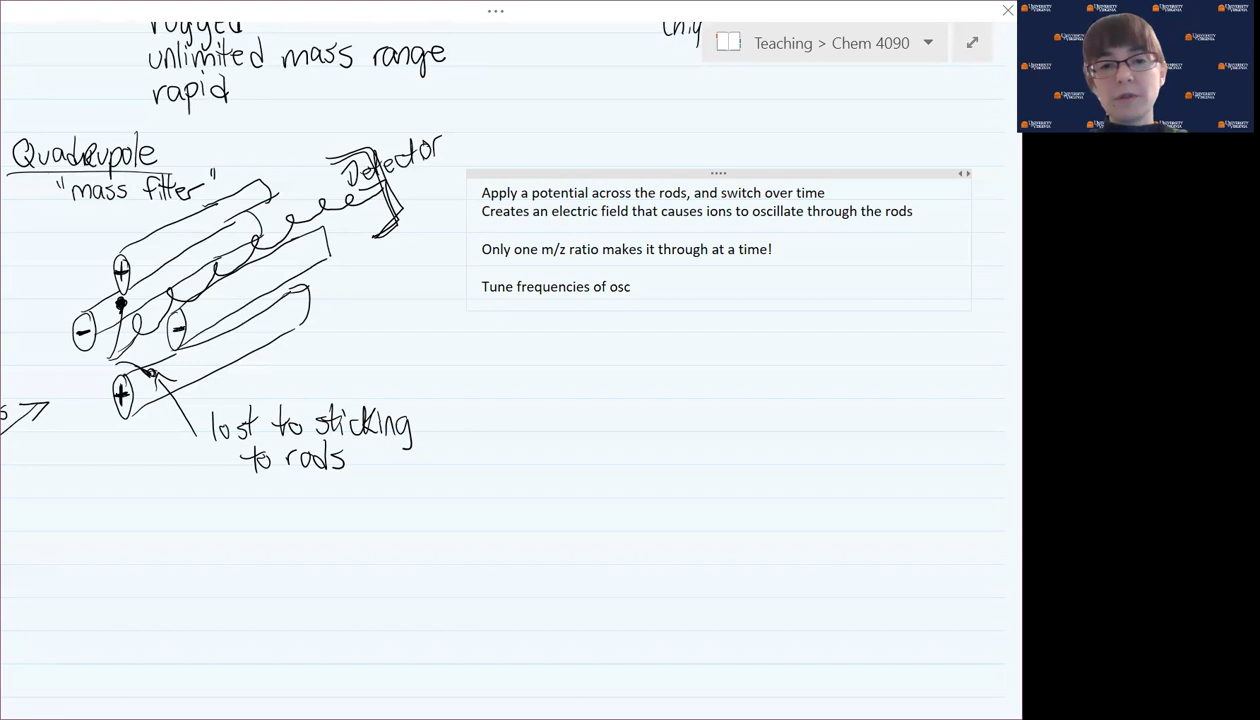 rugged
unlimited mass range
rapid
Teaching > Chem 4090
Quadrupole
"mass filter"
Detector
+
-
-
+
lost to sticking
to rods
Apply a potential across the rods, and switch over time
Creates an electric field that causes ions to oscillate through the rods
Only one m/z ratio makes it through at a time!
Tune frequencies of osc